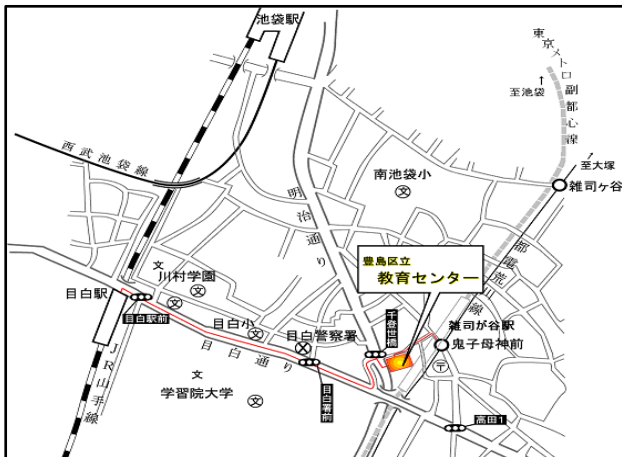 池袋駅
東京メトロ副都心線
至池袋
至大塚
西武池袋線
南池袋小
文
雑司ヶ谷
明治通り
豊島区立
教育センター
都電荒川線
文
川村学園
文
目白駅
目白駅前
目白小
文
目白警察署
千登世橋
雑司が谷駅
鬼子母神前
〒
目白通り
JR山手線
文
学習院大学
文
目白署前
高田1